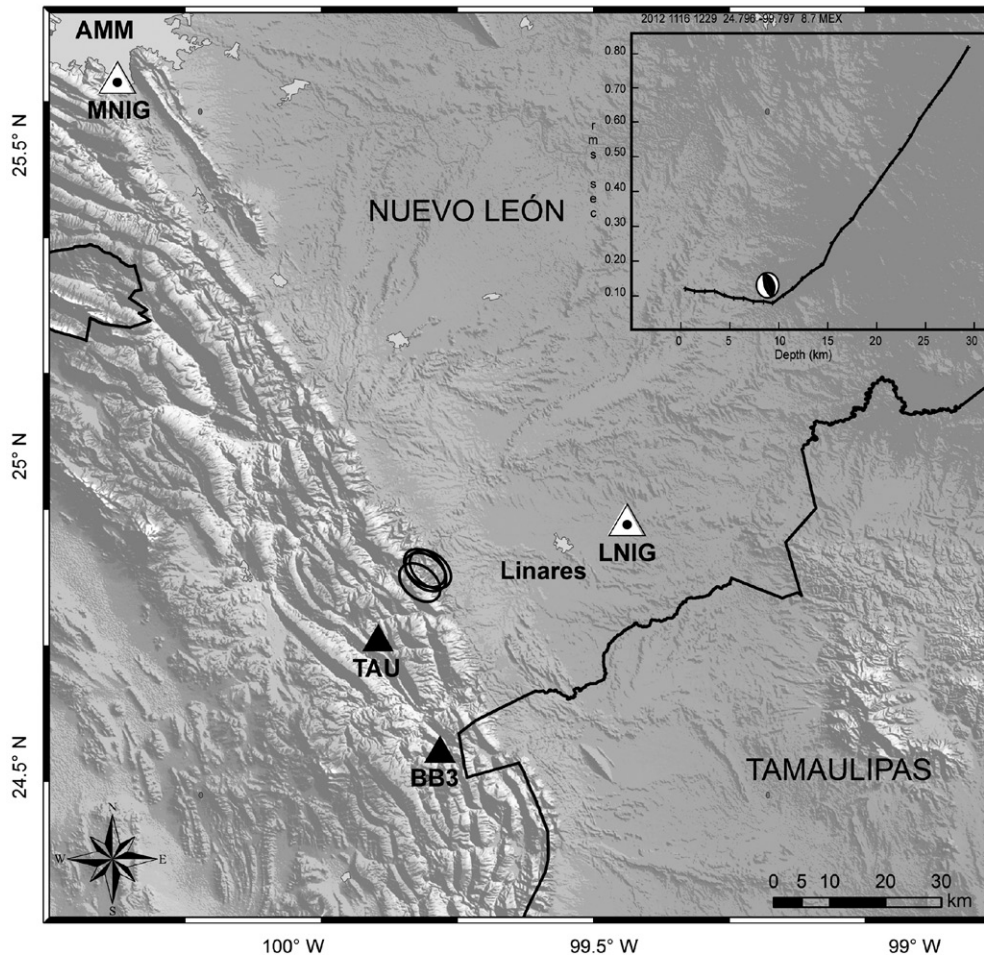 2012 1116 1229 24.796 -99.797 8.7 MEX
AMM
MNIG
NUEVO LEÓN
rms sec
0.80
0.60
0.50
0.40
0.30
0.20
0.10
0 5 10 15 20 25 30
Depth (km)
25.5° N
25° N
24.5° N
LNIG
Linares
TAU
BB3
TAMAULIPAS
N
W E
S
0 5 10 20 30
km
100° W 99.5° W 99° W